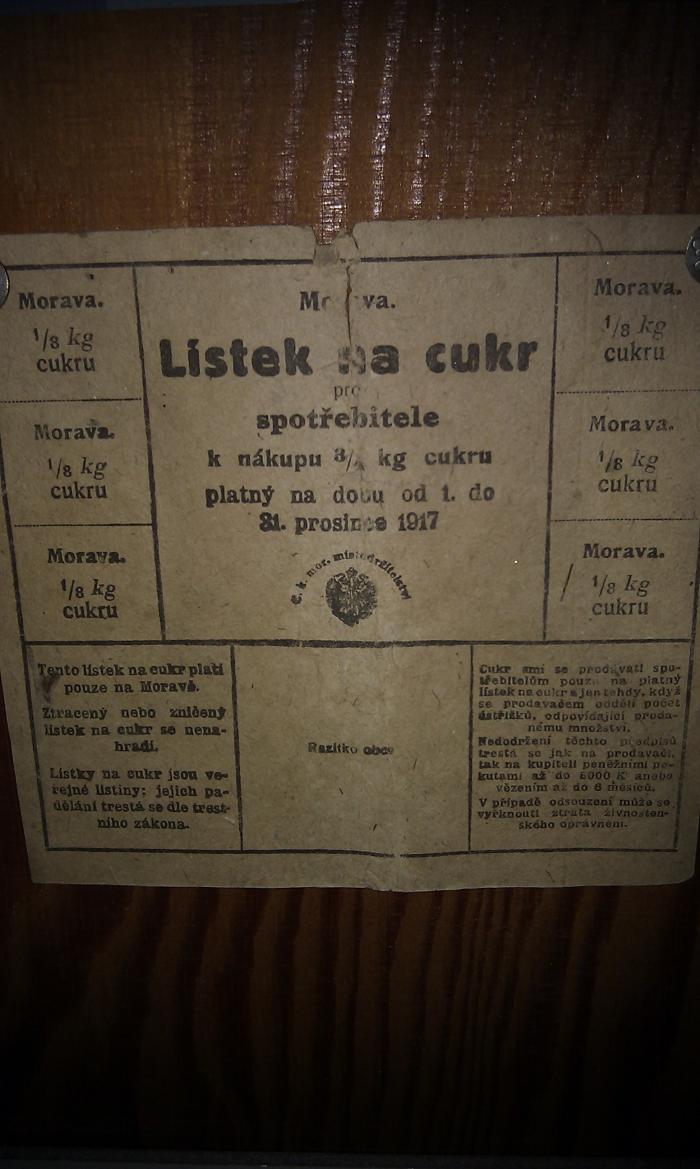 Morava.
1/8 kg
cukru
Morava.
1/8 kg
cukru
Morava.
1/8 kg
cukru
Morava.
Lístek na cukr
pro
spotřebitele
k nákupu 3/4 kg cukru
platný na dobu od 1. do
31. prosince 1917
C. k. mor. místodržitelství
Morava.
1/8 kg
cukru
Morava.
1/8 kg
cukru
Morava.
1/8 kg
cukru
Tento lístek na cukr platí
pouze na Moravě.
Ztracený nebo zničený
lístek na cukr se nena-
hradí.
Lístky na cukr jsou ve-
řejné listiny; jejich pa-
dělání trestá se dle trest-
ního zákona.
Razítko obce
Cukr smí se prodávati spo-
třebitelům pouze na platný
lístek na cukr a jen tehdy, když
se prodavačem oddělí počet
ústřižků, odpovídající proda-
nému množství.
Nedodržení těchto předpisů
trestá se jak na prodavači,
tak na kupiteli peněžními po-
kutami až do 5000 K anebo
vězením až do 6 měsíců.
V případě odsouzení může se
vyřknouti ztráta živnosten-
ského oprávnění.